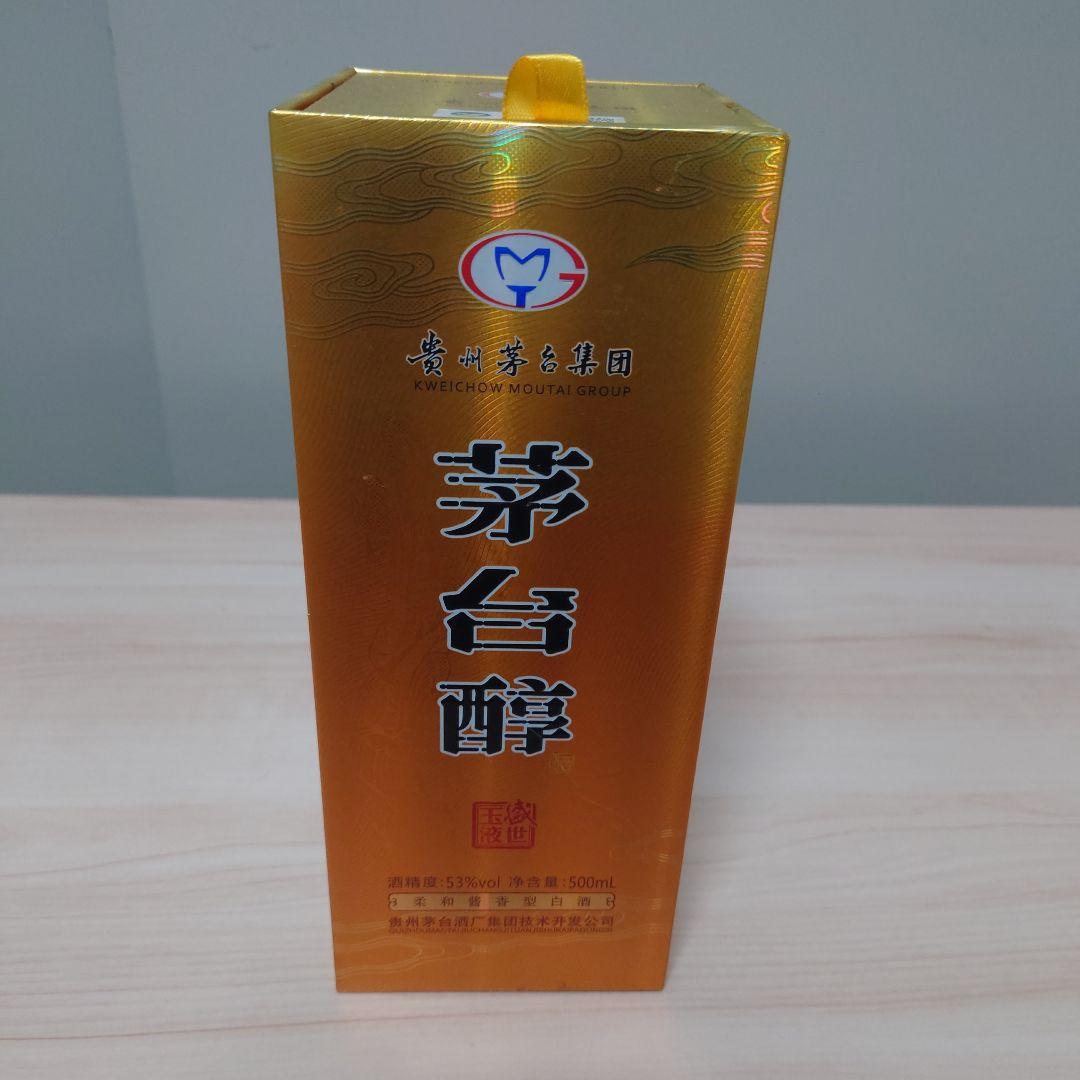 贵州茅台集团
KWEICHOW MOUTAI GROUP
茅台醇
盛世
玉液
酒精度:53%vol 净含量:500mL
柔和酱香型白酒
贵州茅台酒厂集团技术开发公司
GUIZHOUMAOTAIJIUCHANGJITUANJISHUKAIFAGONGSI